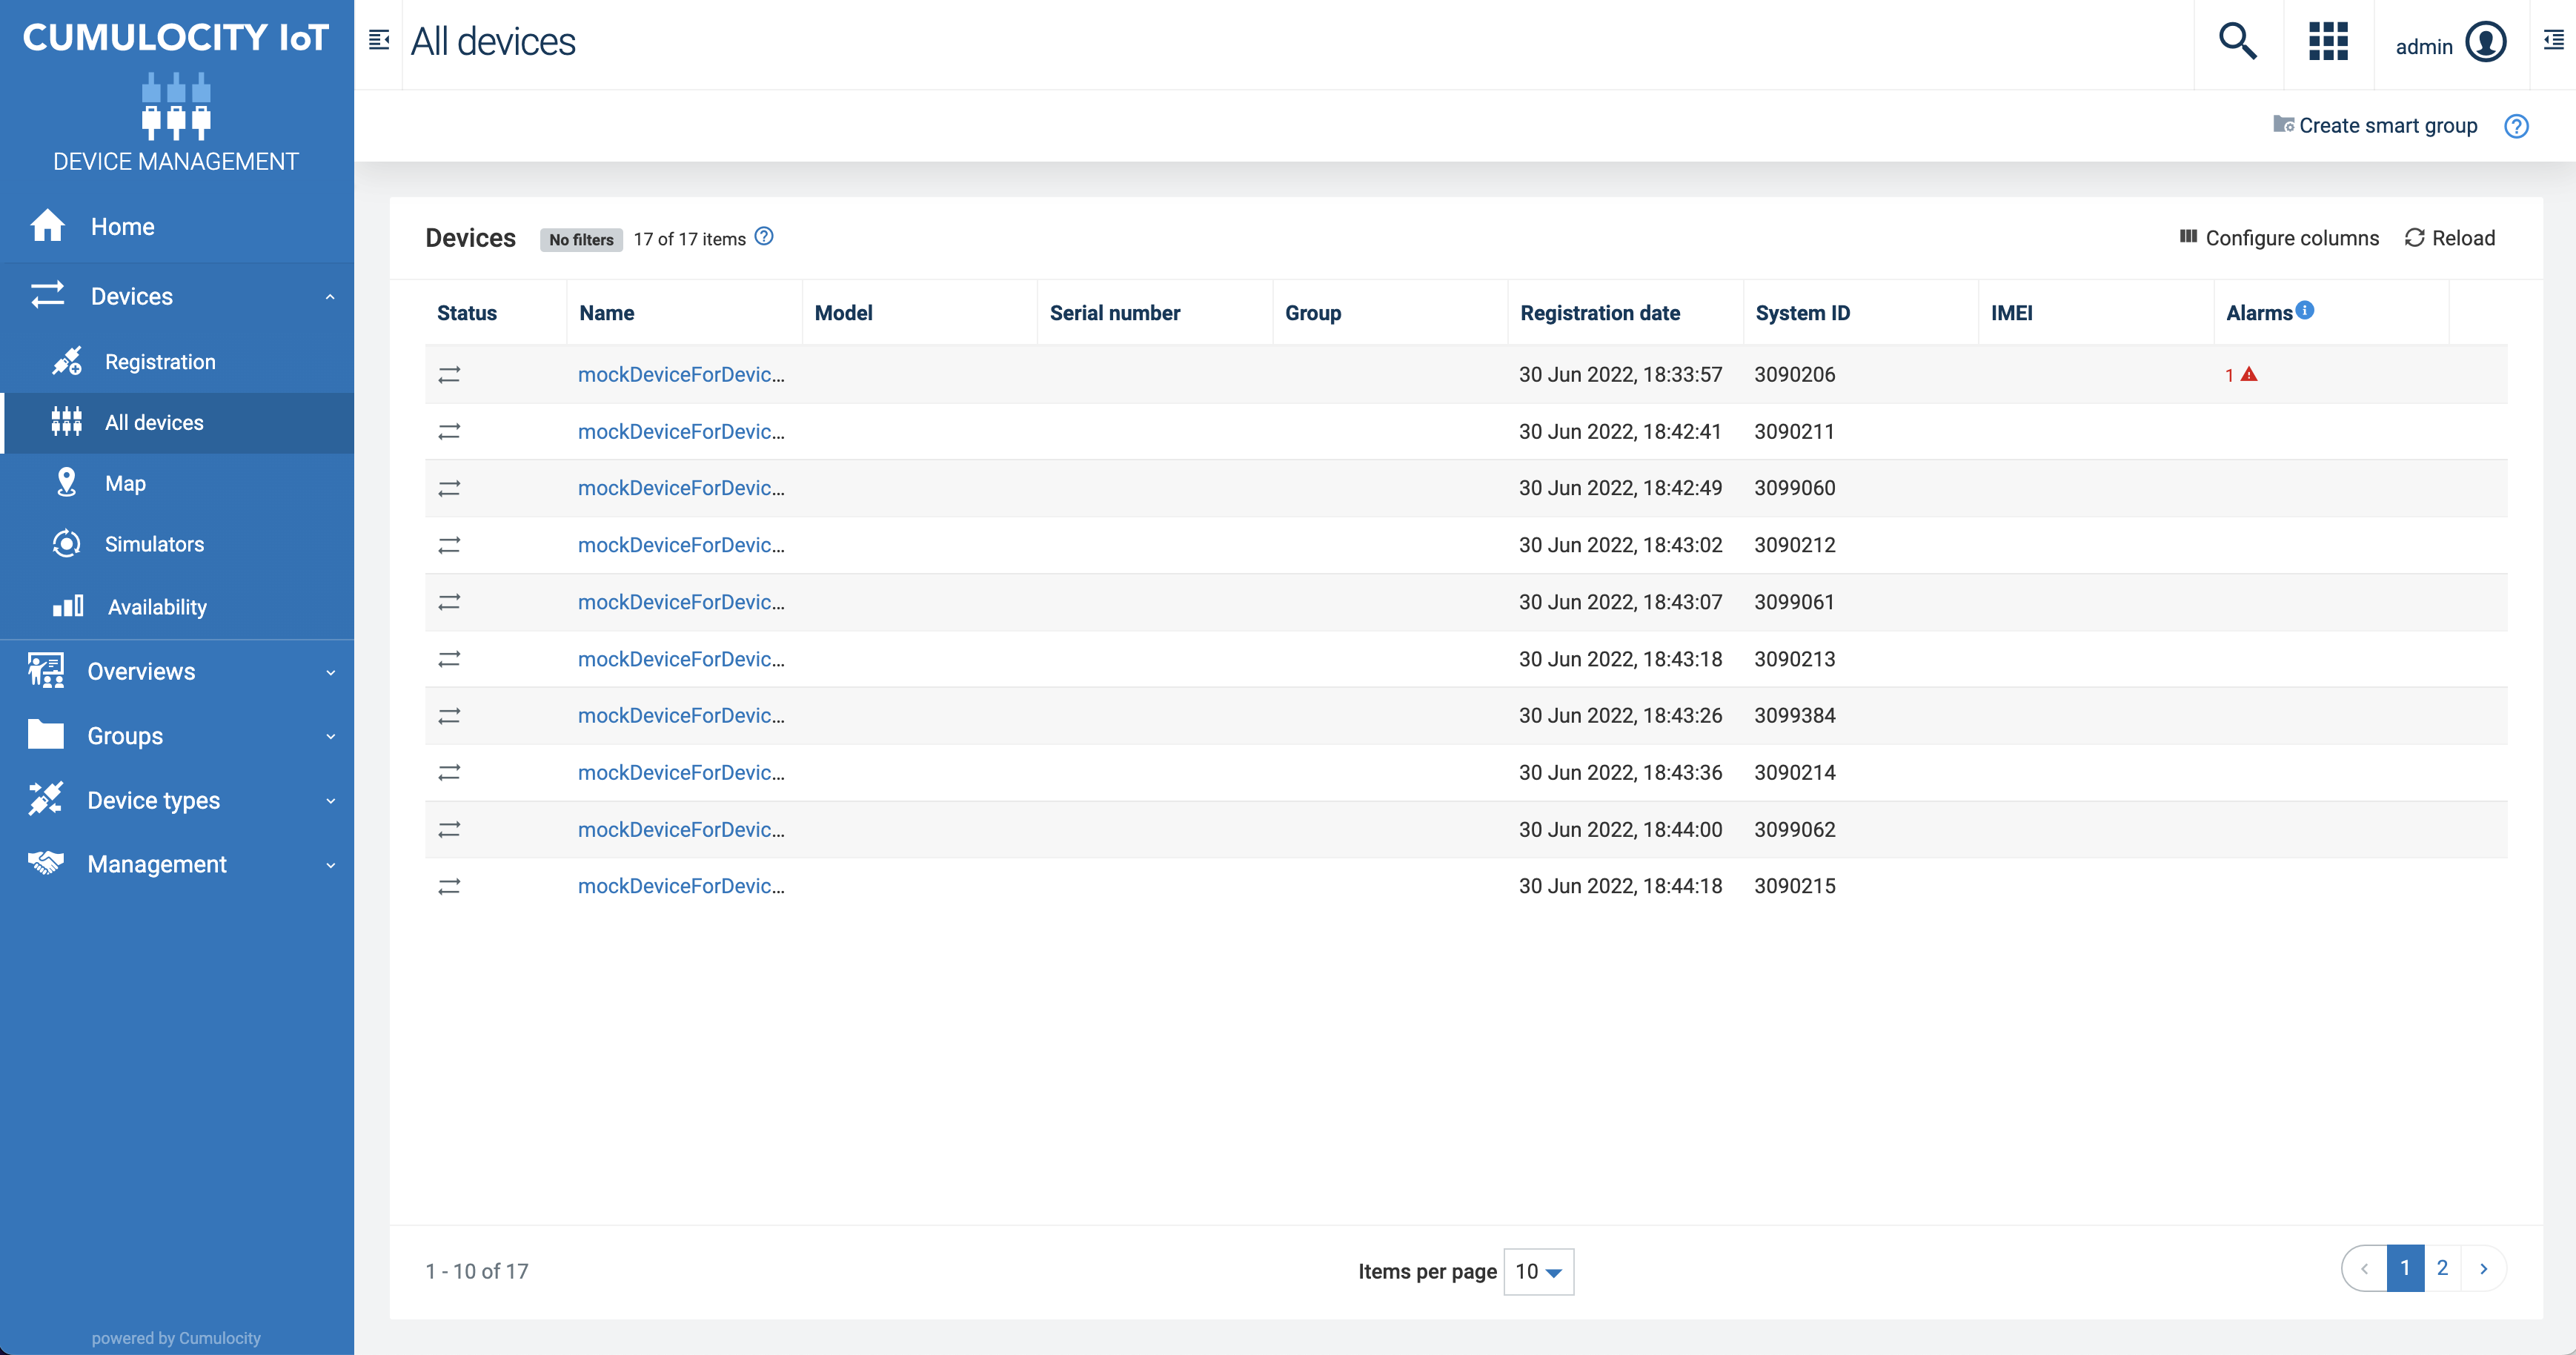 CUMULOCITY IoT
DEVICE MANAGEMENT
Home
Devices
Registration
All devices
Map
Simulators
Availability
Overviews
Groups
Device types
Management
powered by Cumulocity
All devices
admin
Create smart group
Devices No filters 17 of 17 items
Configure columns Reload
Status Name Model Serial number Group Registration date System ID IMEI Alarms
mockDeviceForDevic... 30 Jun 2022, 18:33:57 3090206 1
mockDeviceForDevic... 30 Jun 2022, 18:42:41 3090211
mockDeviceForDevic... 30 Jun 2022, 18:42:49 3099060
mockDeviceForDevic... 30 Jun 2022, 18:43:02 3090212
mockDeviceForDevic... 30 Jun 2022, 18:43:07 3099061
mockDeviceForDevic... 30 Jun 2022, 18:43:18 3090213
mockDeviceForDevic... 30 Jun 2022, 18:43:26 3099384
mockDeviceForDevic... 30 Jun 2022, 18:43:36 3090214
mockDeviceForDevic... 30 Jun 2022, 18:44:00 3099062
mockDeviceForDevic... 30 Jun 2022, 18:44:18 3090215
1 - 10 of 17
Items per page 10
1 2